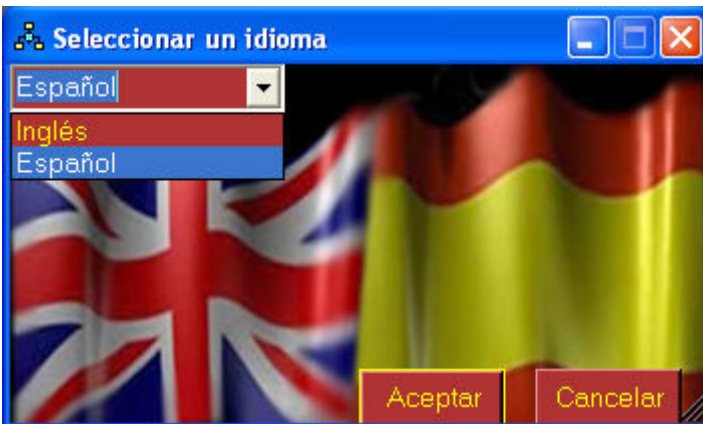 Seleccionar un idioma
Español
Inglés
Español
Aceptar
Cancelar